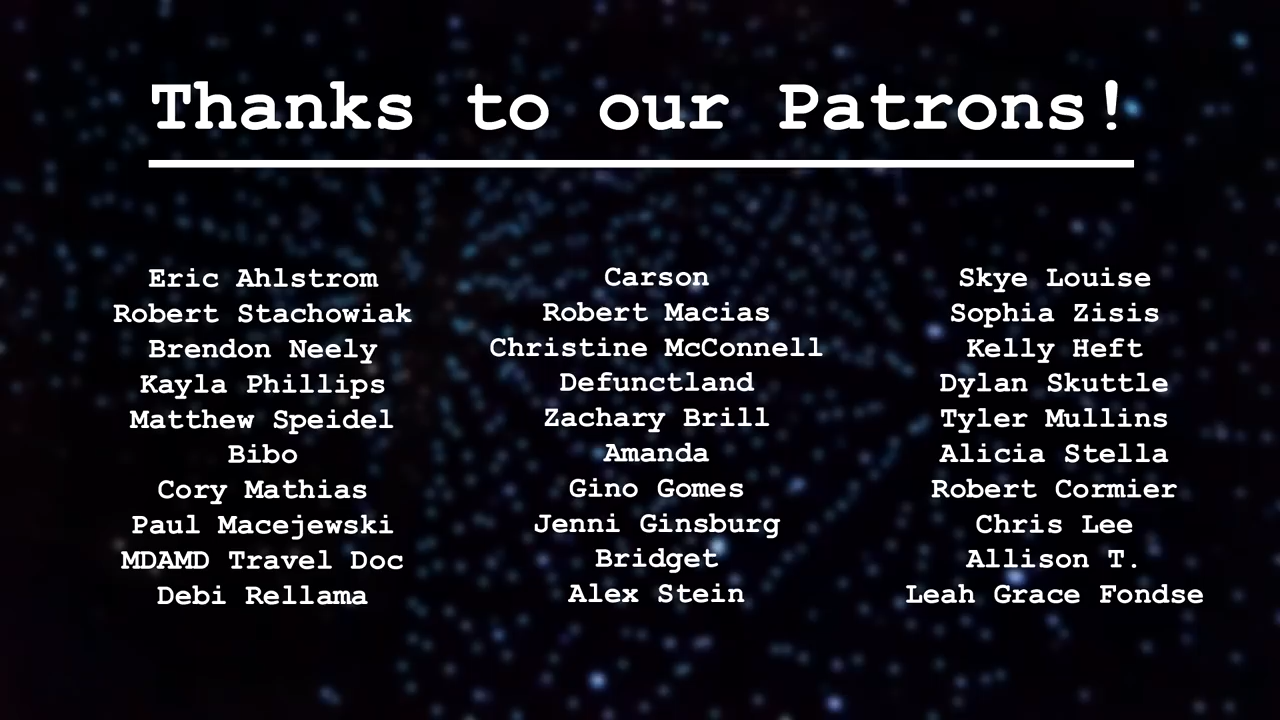 Thanks to our Patrons!
Eric Ahlstrom
Robert Stachowiak
Brendon Neely
Kayla Phillips
Matthew Speidel
Bibo
Cory Mathias
Paul Macejewski
MDAMD Travel Doc
Debi Rellama
Carson
Robert Macias
Christine McConnell
Defunctland
Zachary Brill
Amanda
Gino Gomes
Jenni Ginsburg
Bridget
Alex Stein
Skye Louise
Sophia Zisis
Kelly Heft
Dylan Skuttle
Tyler Mullins
Alicia Stella
Robert Cormier
Chris Lee
Allison T.
Leah Grace Fondse